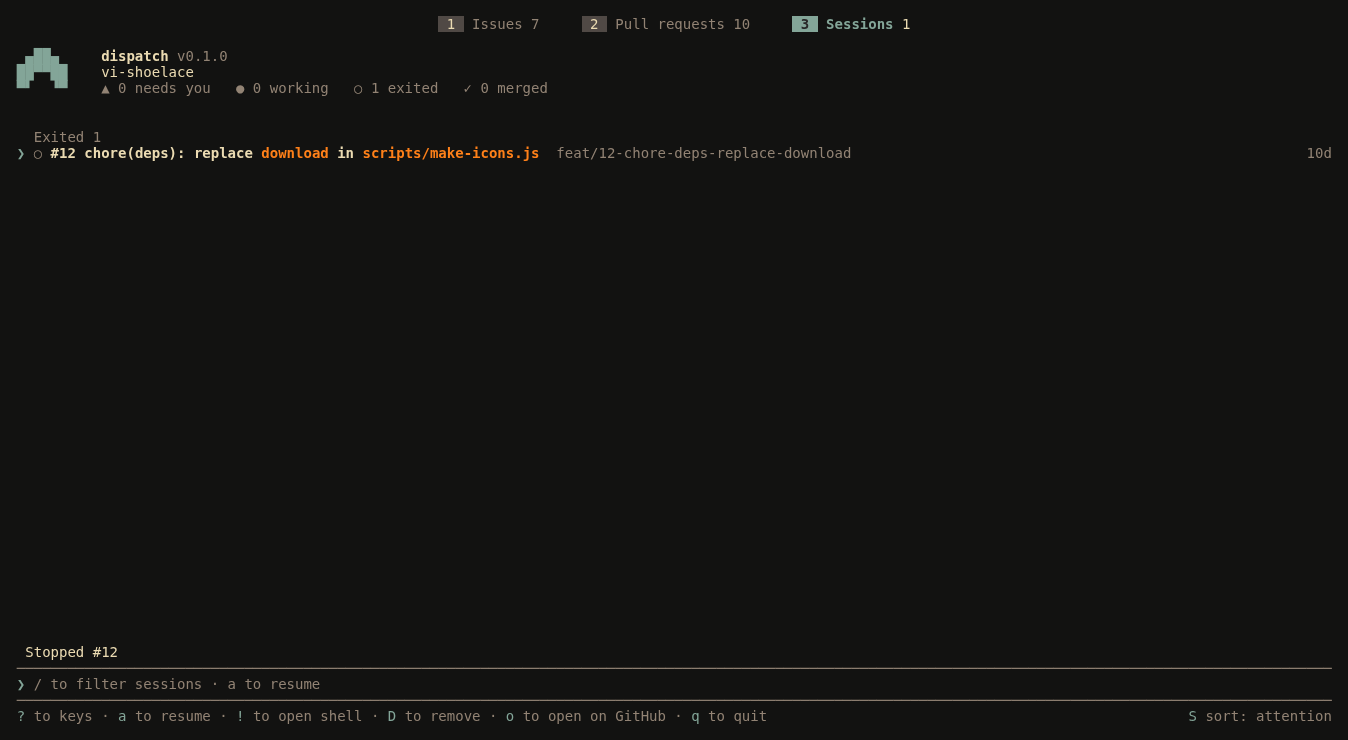 1 Issues 7 2 Pull requests 10 3 Sessions 1
dispatch v0.1.0
vi-shoelace
▲ 0 needs you ● 0 working ○ 1 exited ✓ 0 merged
Exited 1
❯ ○ #12 chore(deps): replace download in scripts/make-icons.js feat/12-chore-deps-replace-download 10d
Stopped #12
❯ / to filter sessions · a to resume
? to keys · a to resume · ! to open shell · D to remove · o to open on GitHub · q to quit S sort: attention